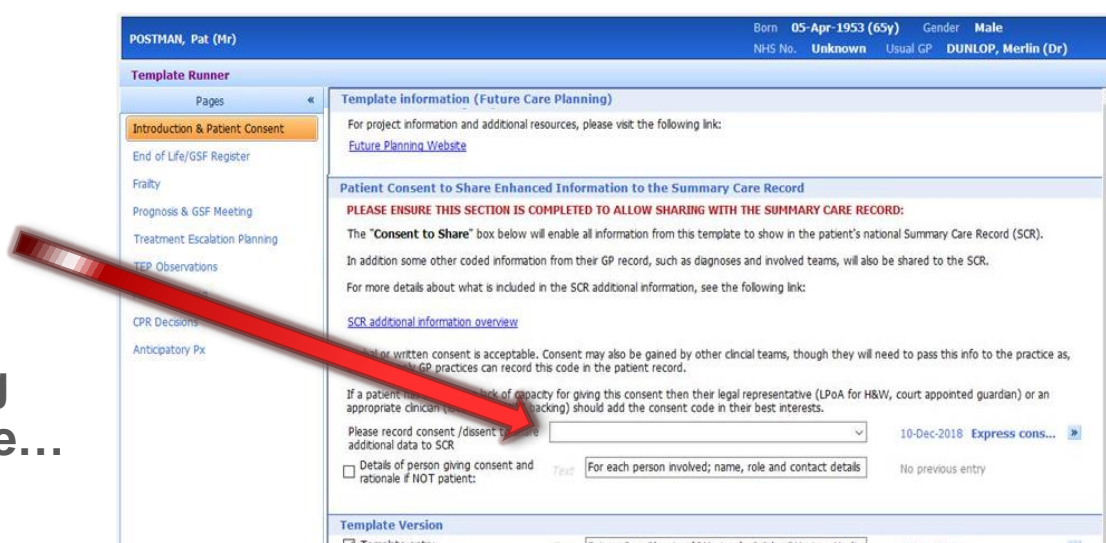 POSTMAN, Pat (Mr)
Born 05-Apr-1953 (65y) Gender Male
NHS No. Unknown Usual GP DUNLOP, Merlin (Dr)
Template Runner
Pages «
Introduction & Patient Consent
End of Life/GSF Register
Frailty
Prognosis & GSF Meeting
Treatment Escalation Planning
TEP Observations
CPR Decisions
Anticipatory Px
Template information (Future Care Planning)
For project information and additional resources, please visit the following link:
Future Planning Website
Patient Consent to Share Enhanced Information to the Summary Care Record
PLEASE ENSURE THIS SECTION IS COMPLETED TO ALLOW SHARING WITH THE SUMMARY CARE RECORD:
The "Consent to Share" box below will enable all information from this template to show in the patient's national Summary Care Record (SCR).
In addition some other coded information from their GP record, such as diagnoses and involved teams, will also be shared to the SCR.
For more details about what is included in the SCR additional information, see the following link:
SCR additional information overview
or written consent is acceptable. Consent may also be gained by other clincial teams, though they will need to pass this info to the practice as,
GP practices can record this code in the patient record.
If a patient lack of capacity for giving this consent then their legal representative (LPoA for H&W, court appointed guardian) or an
appropriate clinician should add the consent code in their best interests.
Please record consent /dissent to
additional data to SCR
10-Dec-2018 Express cons... »
Details of person giving consent and
rationale if NOT patient:
Text For each person involved; name, role and contact details
No previous entry
Template Version
g
e...